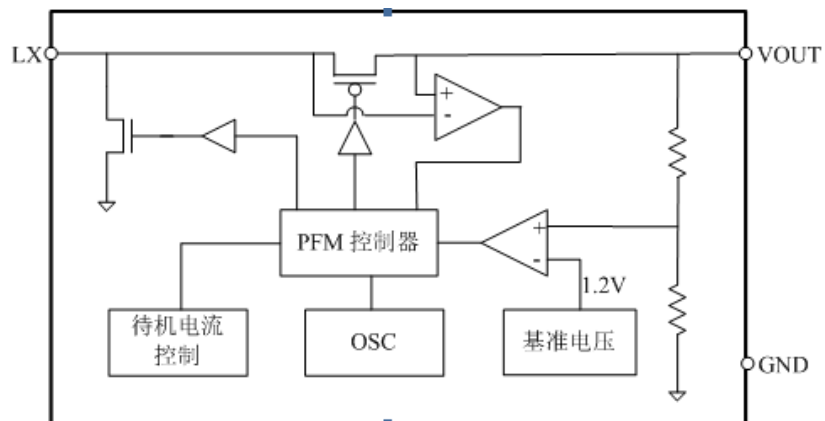 LX
VOUT
+
-
PFM 控制器
+
-
1.2V
待机电流
控制
OSC
基准电压
GND